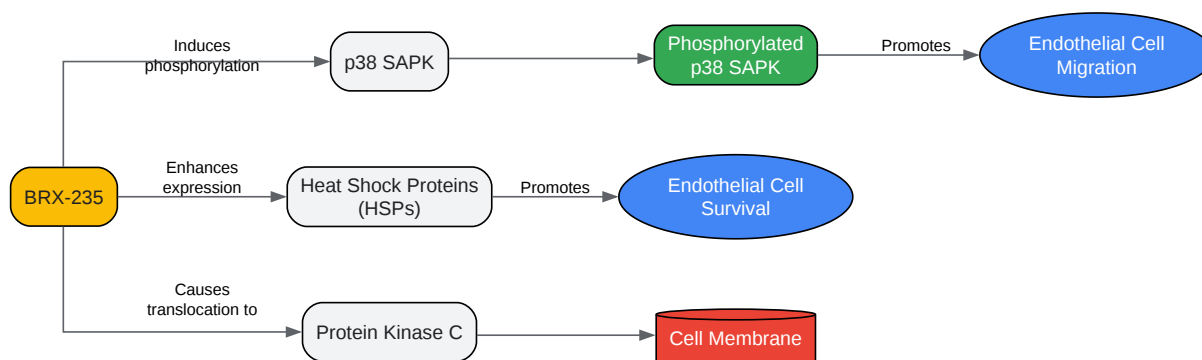 Induces
phosphorylation
p38 SAPK
Phosphorylated
p38 SAPK
Promotes
Endothelial Cell
Migration
BRX-235
Enhances
expression
Heat Shock Proteins
(HSPs)
Promotes
Endothelial Cell
Survival
Causes
translocation to
Protein Kinase C
Cell Membrane